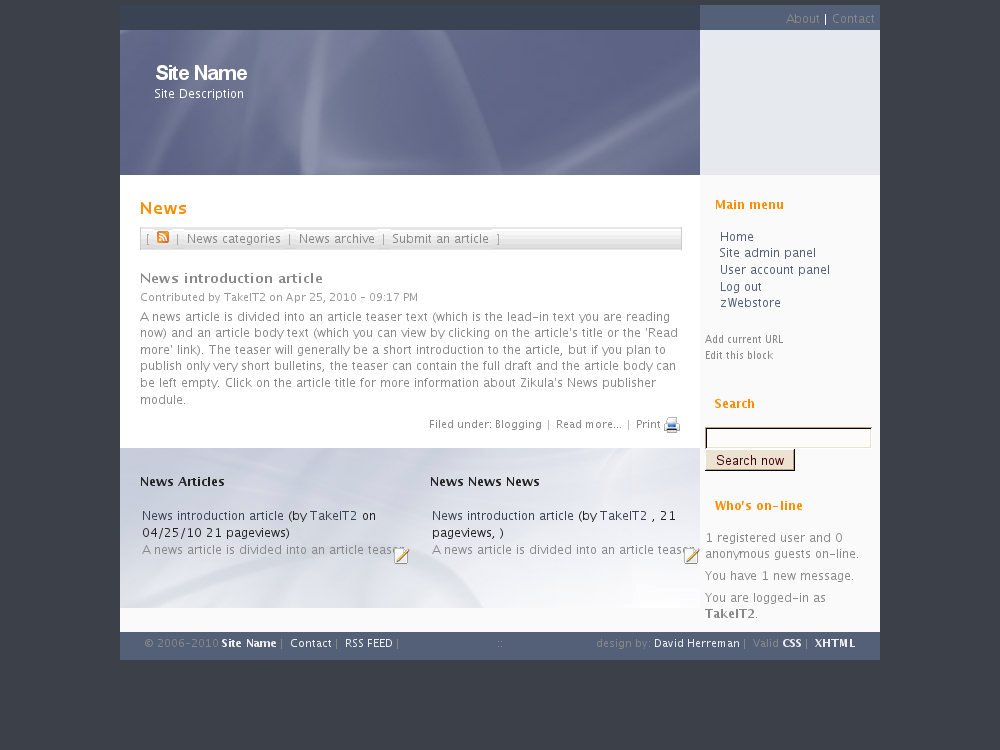 About | Contact
Site Name
Site Description
News
[ | News categories | News archive | Submit an article ]
News introduction article
Contributed by TakeIT2 on Apr 25, 2010 - 09:17 PM
A news article is divided into an article teaser text (which is the lead-in text you are reading
now) and an article body text (which you can view by clicking on the article's title or the 'Read
more' link). The teaser will generally be a short introduction to the article, but if you plan to
publish only very short bulletins, the teaser can contain the full draft and the article body can
be left empty. Click on the article title for more information about Zikula's News publisher
module.
Filed under: Blogging | Read more... | Print
News Articles
News introduction article (by TakeIT2 on
04/25/10 21 pageviews)
A news article is divided into an article teaser
News News News
News introduction article (by TakeIT2 , 21
pageviews, )
A news article is divided into an article teaser
Main menu
Home
Site admin panel
User account panel
Log out
zWebstore
Add current URL
Edit this block
Search
Search now
Who's on-line
1 registered user and 0
anonymous guests on-line.
You have 1 new message.
You are logged-in as
TakeIT2.
© 2006-2010 Site Name | Contact | RSS FEED | :: design by: David Herreman | Valid CSS | XHTML